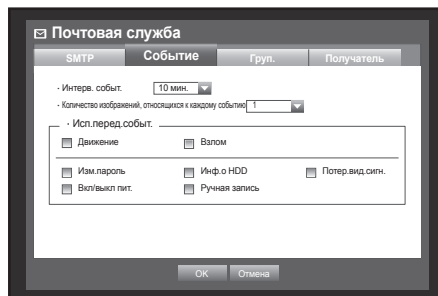 Почтовая служба
SMTP Событие Груп. Получатель
· Интерв. событ. 10 мин.
· Количество изображений, относящихся к каждому событию 1
· Исп.перед.событ.
Движение Взлом
Изм.пароль Инф.о HDD Потер.вид.сигн.
Вкл/выкл пит. Ручная запись
OK Отмена